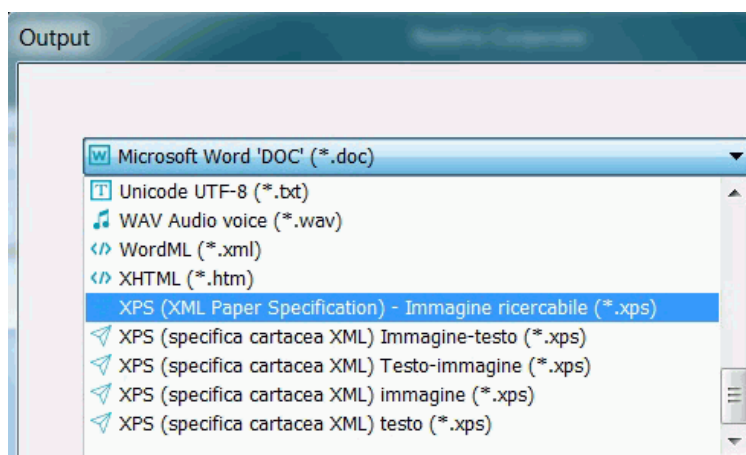 Output
Microsoft Word 'DOC' (*.doc)
Unicode UTF-8 (*.txt)
WAV Audio voice (*.wav)
WordML (*.xml)
XHTML (*.htm)
XPS (XML Paper Specification) - Immagine ricercabile (*.xps)
XPS (specifica cartacea XML) Immagine-testo (*.xps)
XPS (specifica cartacea XML) Testo-immagine (*.xps)
XPS (specifica cartacea XML) immagine (*.xps)
XPS (specifica cartacea XML) testo (*.xps)